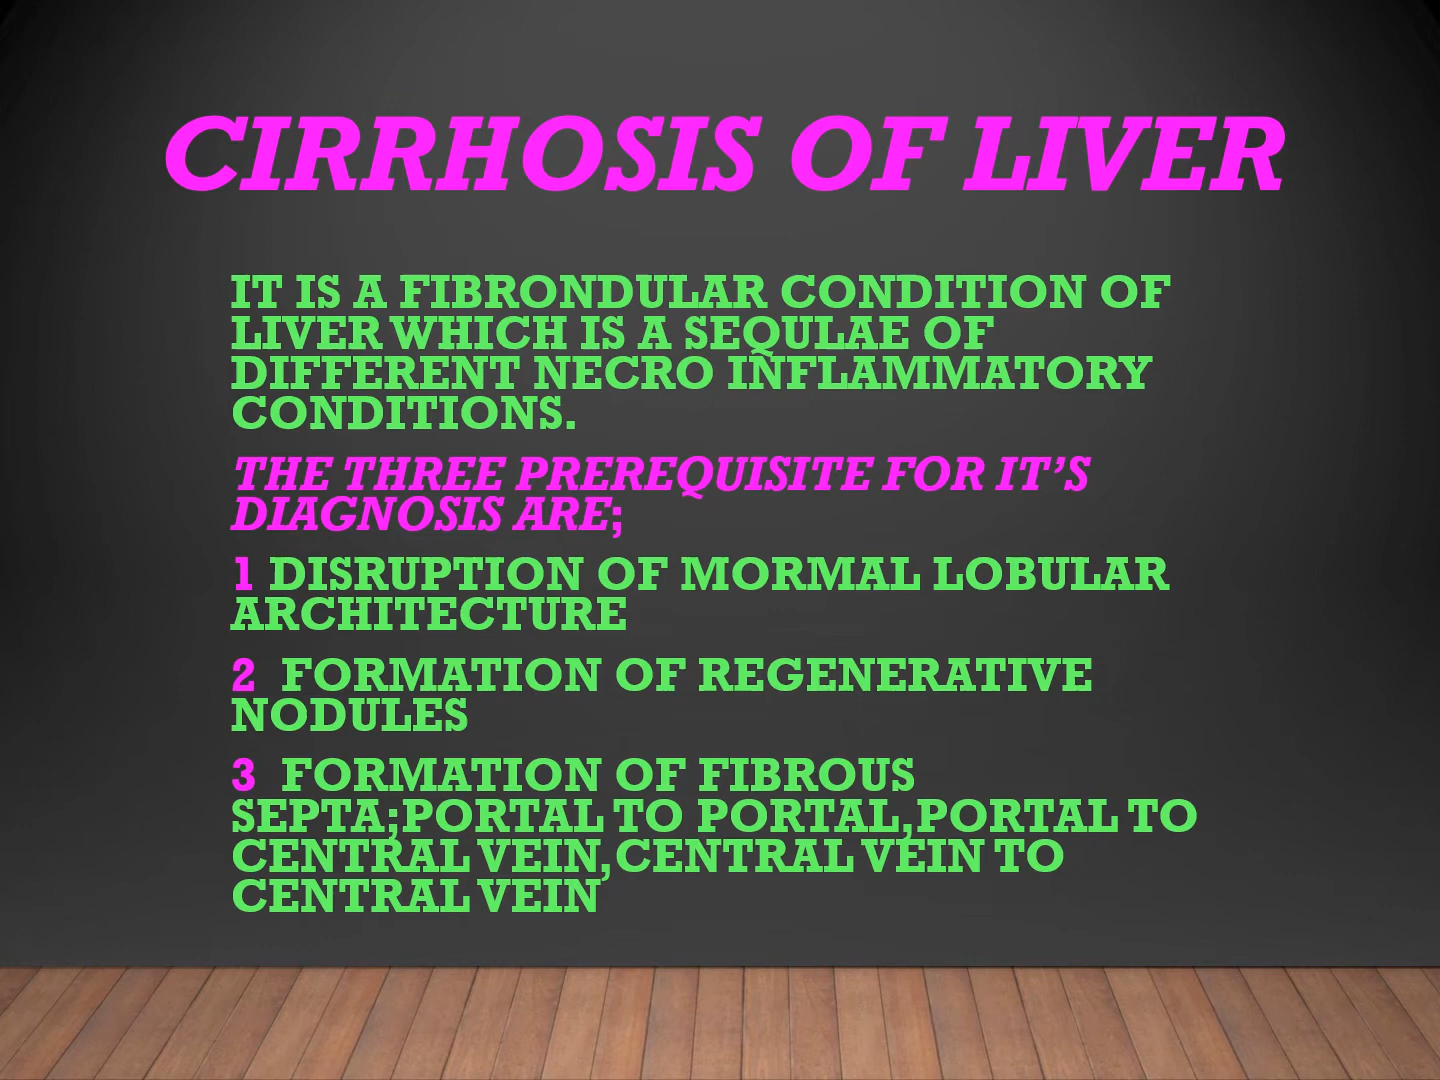 CIRRHOSIS OF LIVER
IT IS A FIBRONDULAR CONDITION OF
LIVER WHICH IS A SEQULAE OF
DIFFERENT NECRO INFLAMMATORY
CONDITIONS.
THE THREE PREREQUISITE FOR IT’S
DIAGNOSIS ARE;
1 DISRUPTION OF MORMAL LOBULAR
ARCHITECTURE
2 FORMATION OF REGENERATIVE
NODULES
3 FORMATION OF FIBROUS
SEPTA;PORTAL TO PORTAL,PORTAL TO
CENTRAL VEIN,CENTRAL VEIN TO
CENTRAL VEIN